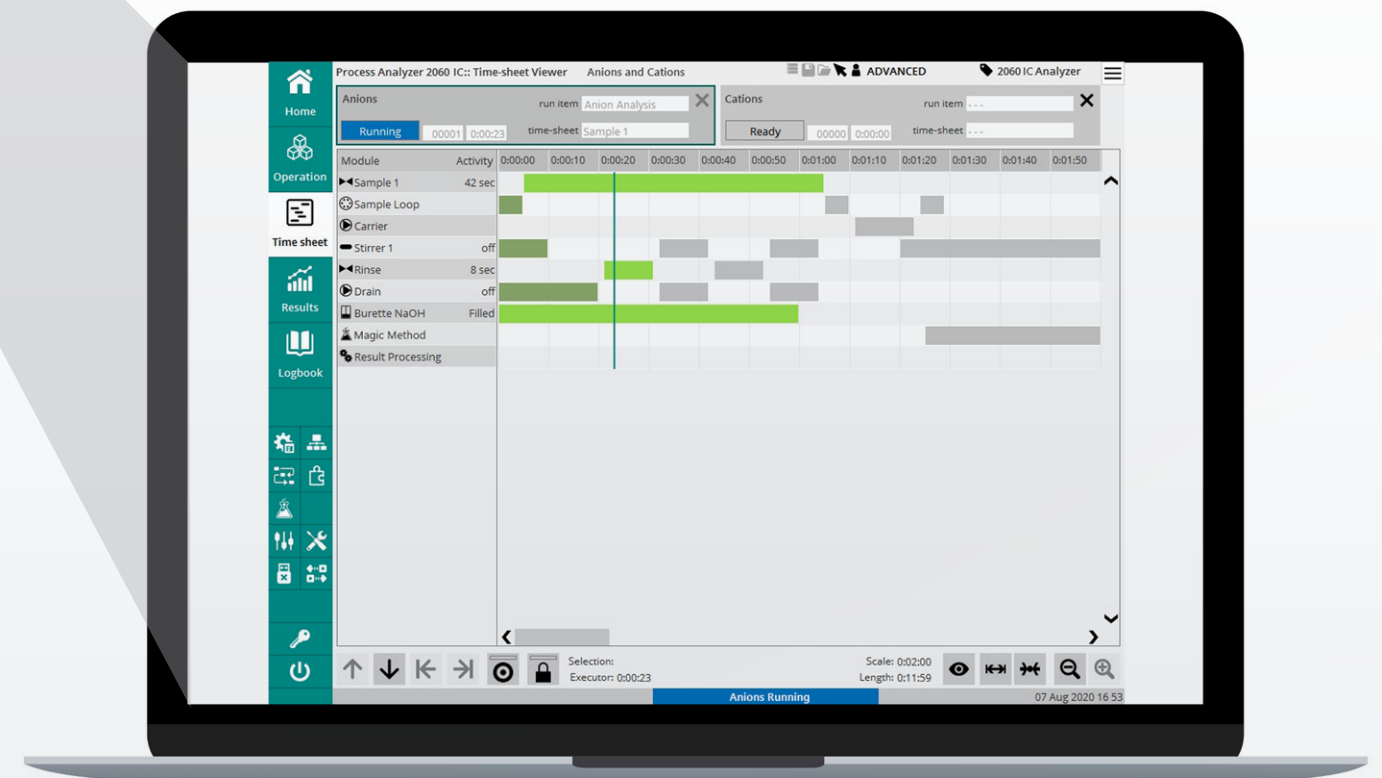 Process Analyzer 2060 IC:: Time-sheet Viewer Anions and Cations ADVANCED 2060 IC Analyzer
Home
Operation
Time sheet
Results
Logbook
Anions run item Anion Analysis
Running 00001 0:00:23 time-sheet Sample 1
Cations run item - - -
Ready 00000 0:00:00 time-sheet - - -
Module Activity 0:00:00 0:00:10 0:00:20 0:00:30 0:00:40 0:00:50 0:01:00 0:01:10 0:01:20 0:01:30 0:01:40 0:01:50
Sample 1 42 sec
Sample Loop
Carrier
Stirrer 1 off
Rinse 8 sec
Drain off
Burette NaOH Filled
Magic Method
Result Processing
Selection:
Executor: 0:00:23
Scale: 0:02:00
Length: 0:11:59
Anions Running 07 Aug 2020 16 53